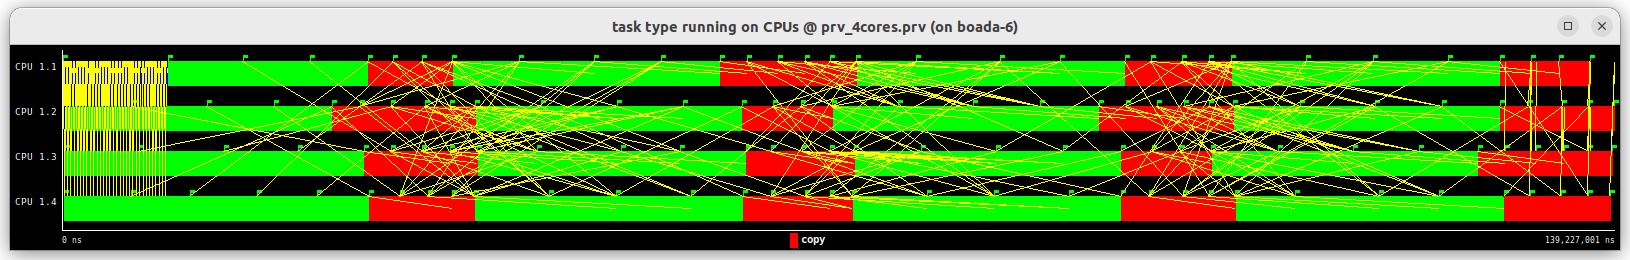 task type running on CPUs @ prv_4cores.prv (on boada-6)
CPU 1.1
CPU 1.2
CPU 1.3
CPU 1.4
0 ns
copy
139,227,001 ns